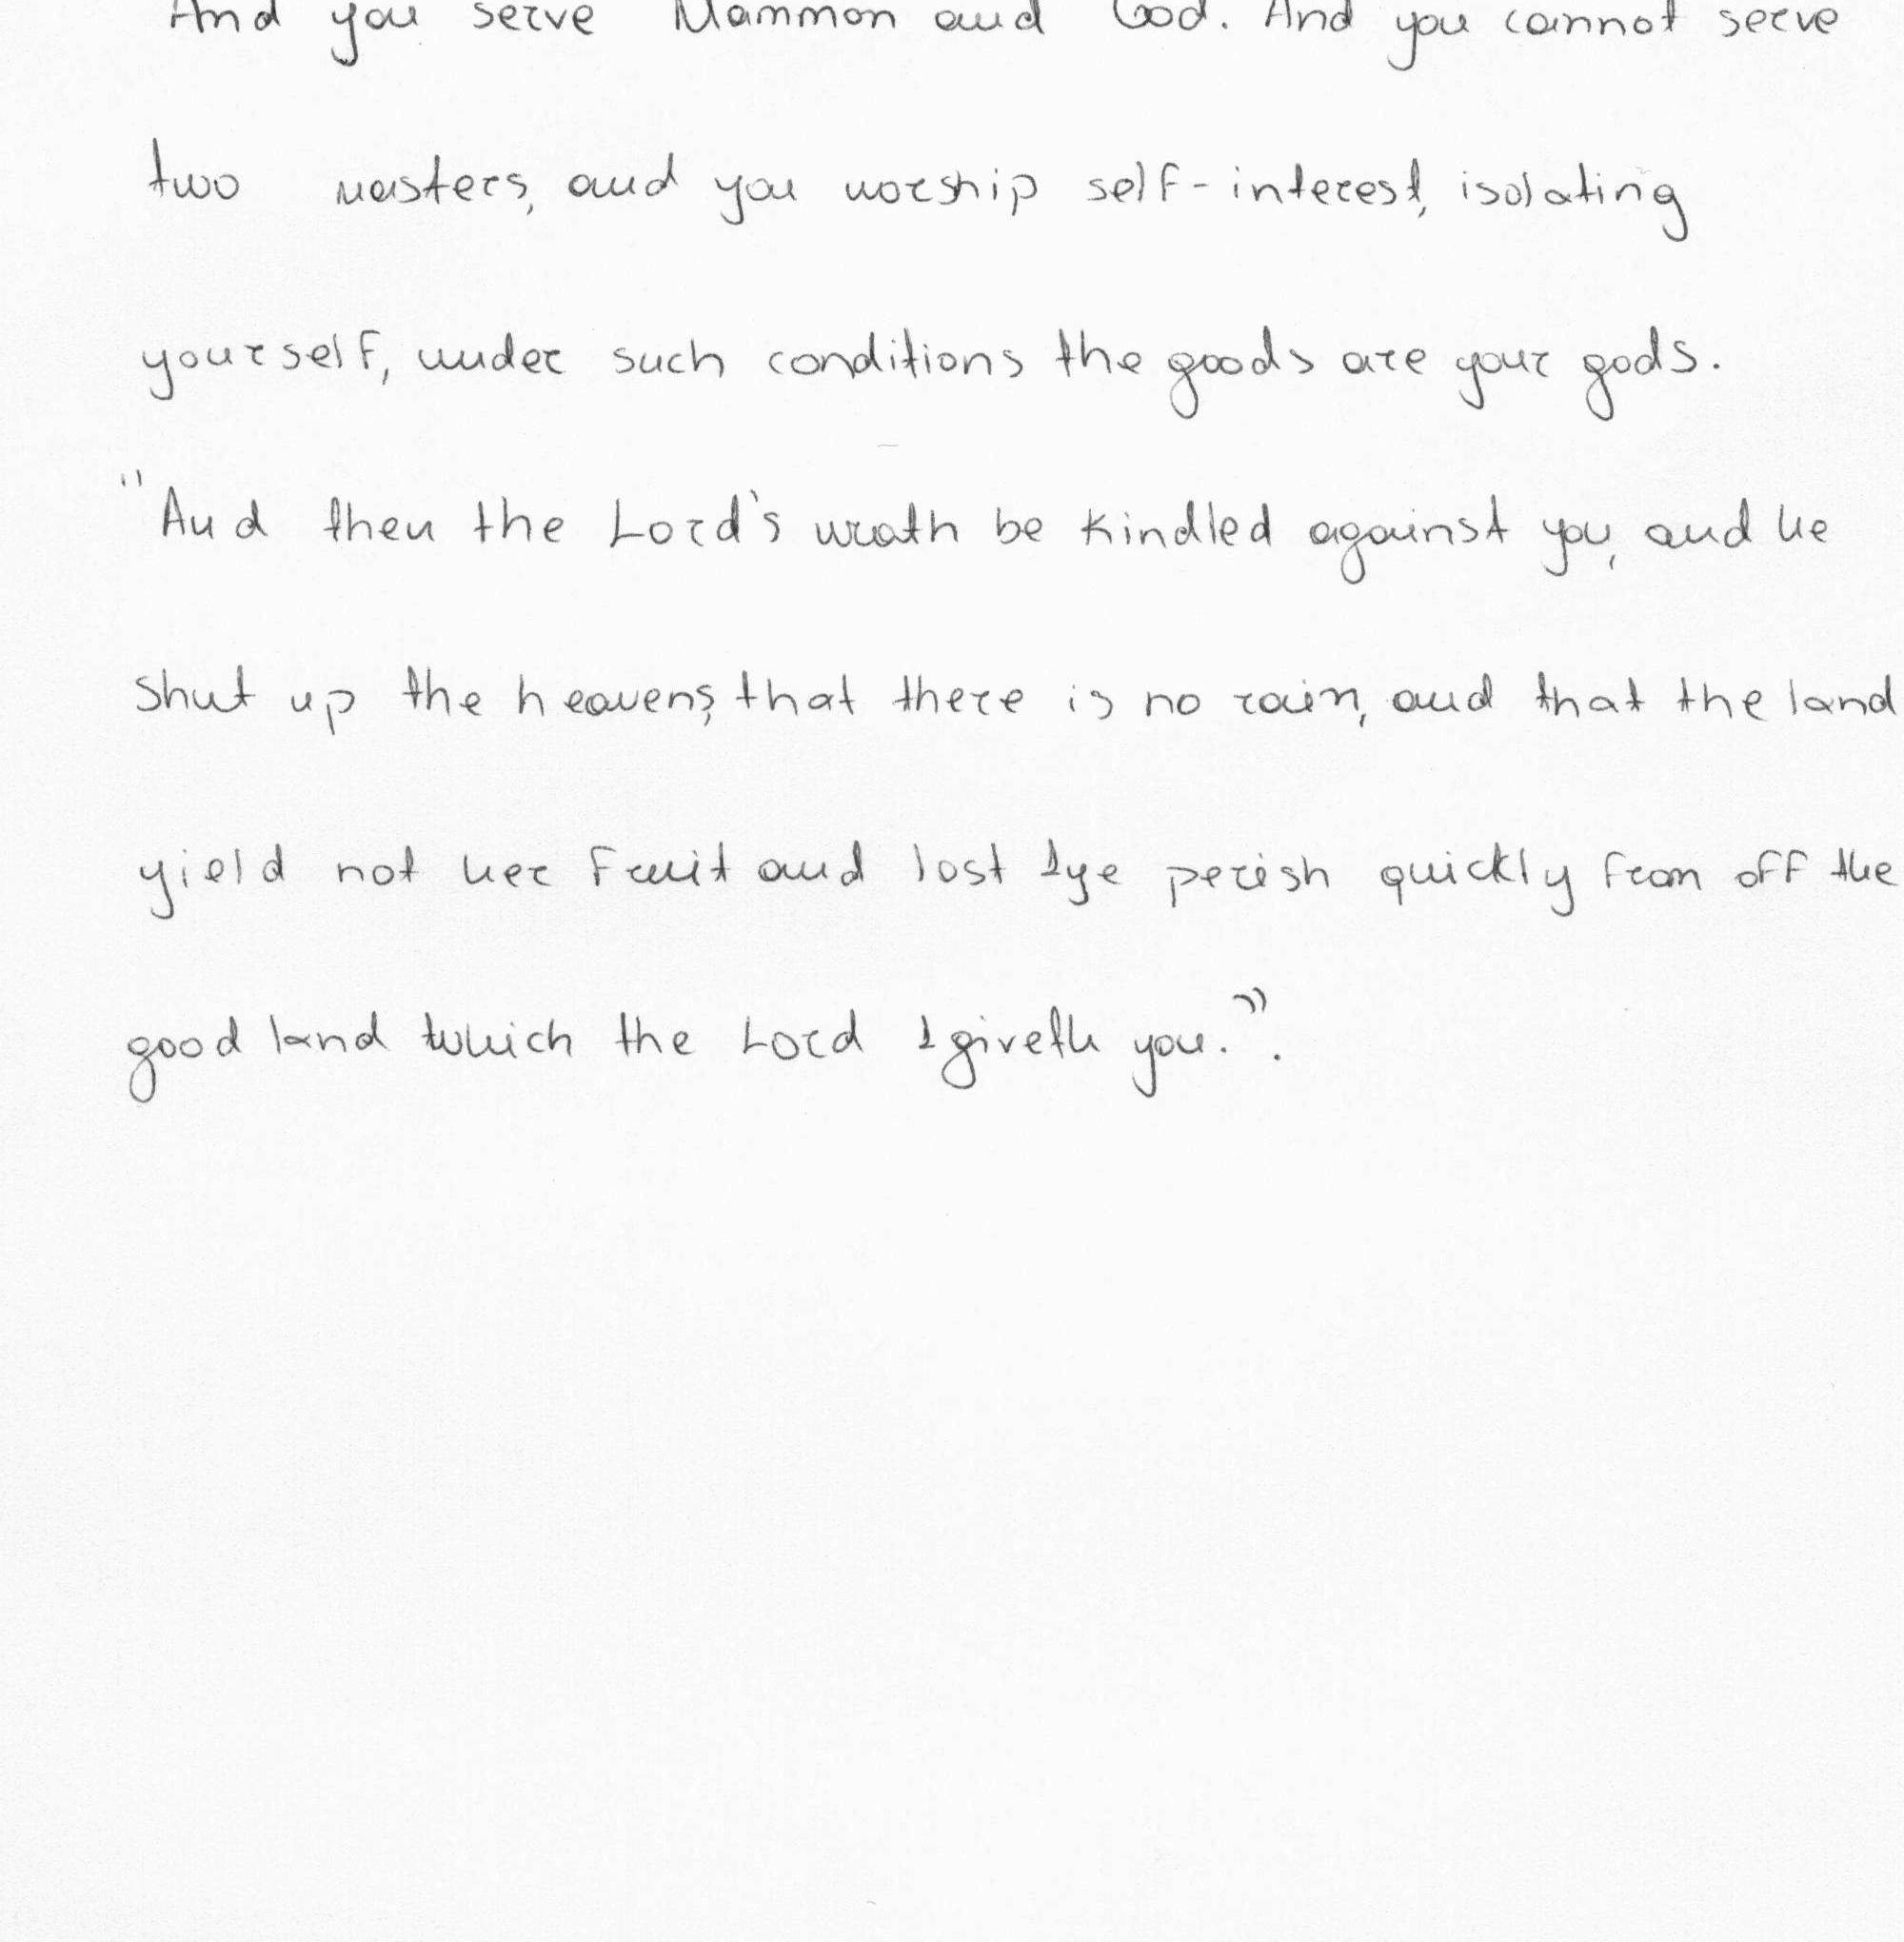 And you serve Mammon and God. And you cannot serve
two masters, and you worship self-interest, isolating
yourself, under such conditions the goods are your gods.
"And then the Lord's wrath be kindled against you, and he
shut up the heavens, that there is no rain, and that the land
yield not her fruit and lost 1ye perish quickly from off the
good land twhich the Lord 1giveth you.".